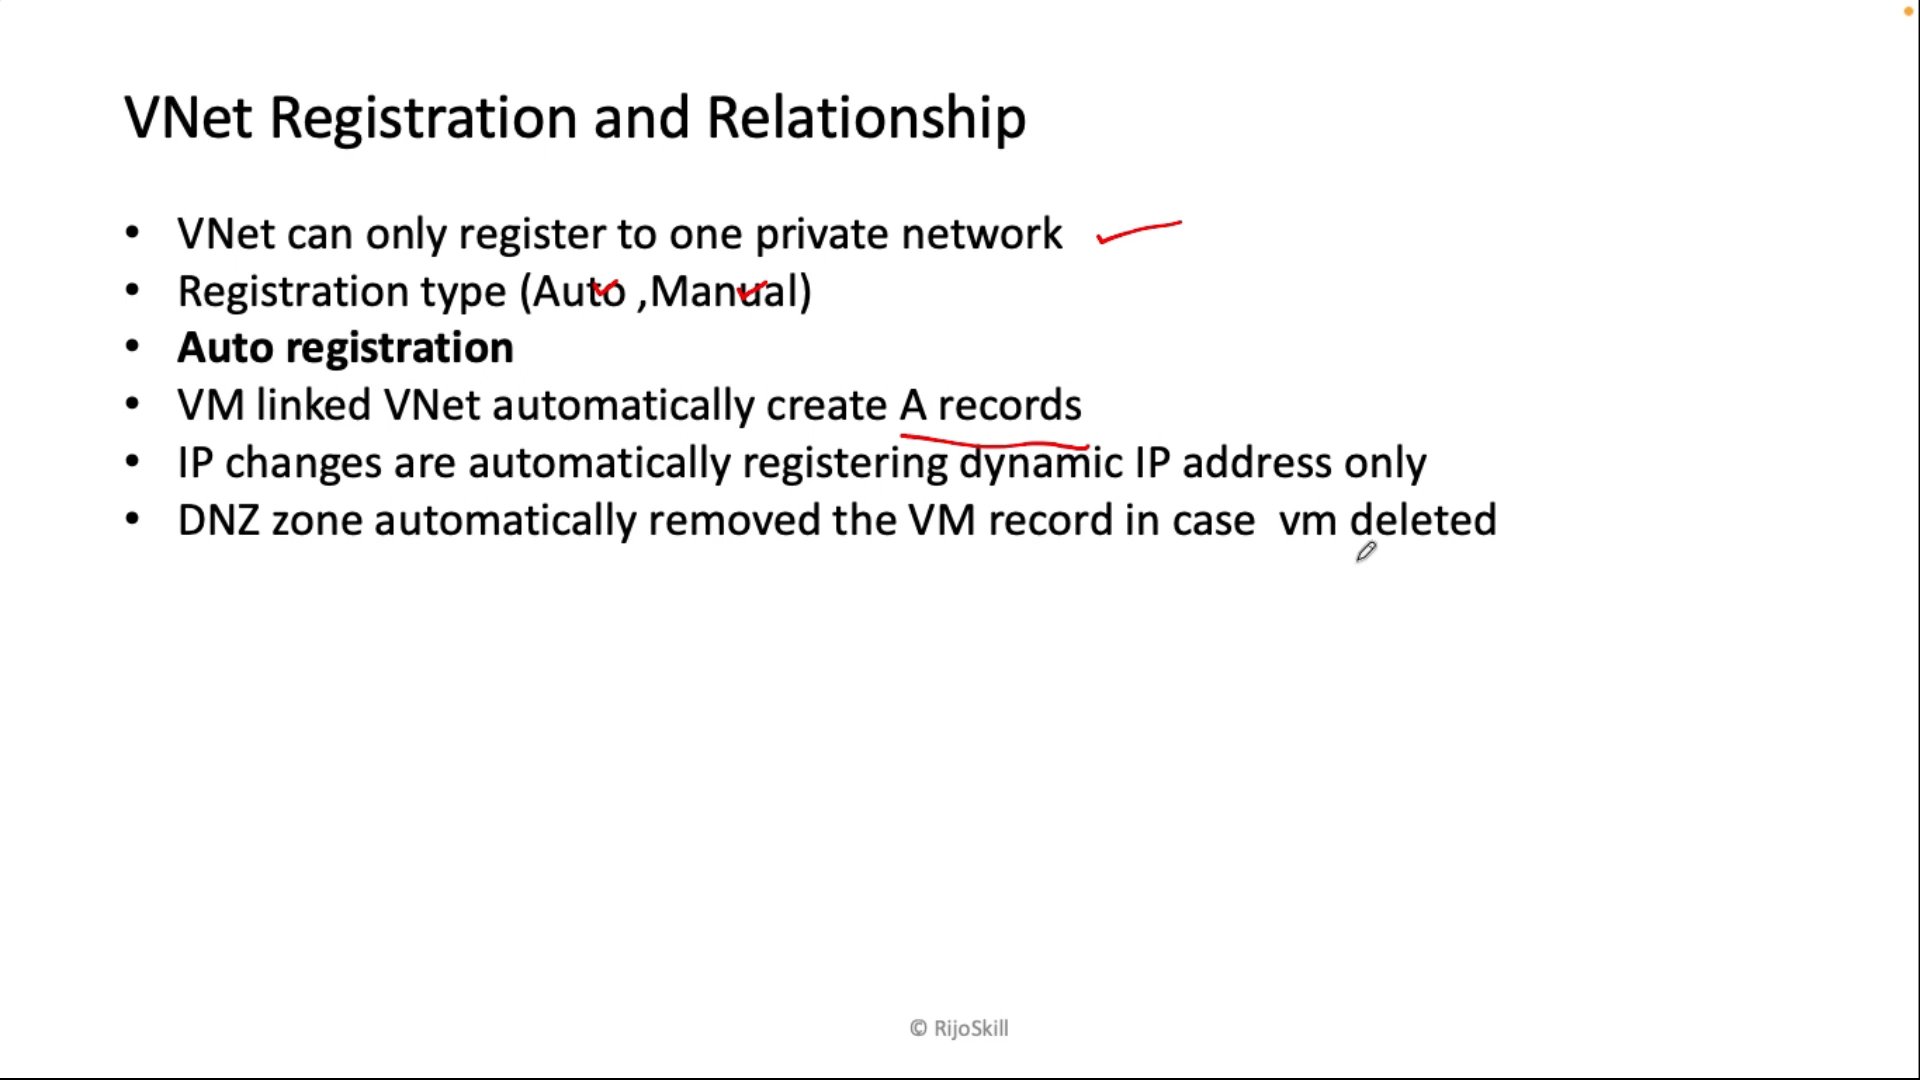 VNet Registration and Relationship
• VNet can only register to one private network
• Registration type (Auto ,Manual)
• Auto registration
• VM linked VNet automatically create A records
• IP changes are automatically registering dynamic IP address only
• DNZ zone automatically removed the VM record in case  vm deleted
© RijoSkill